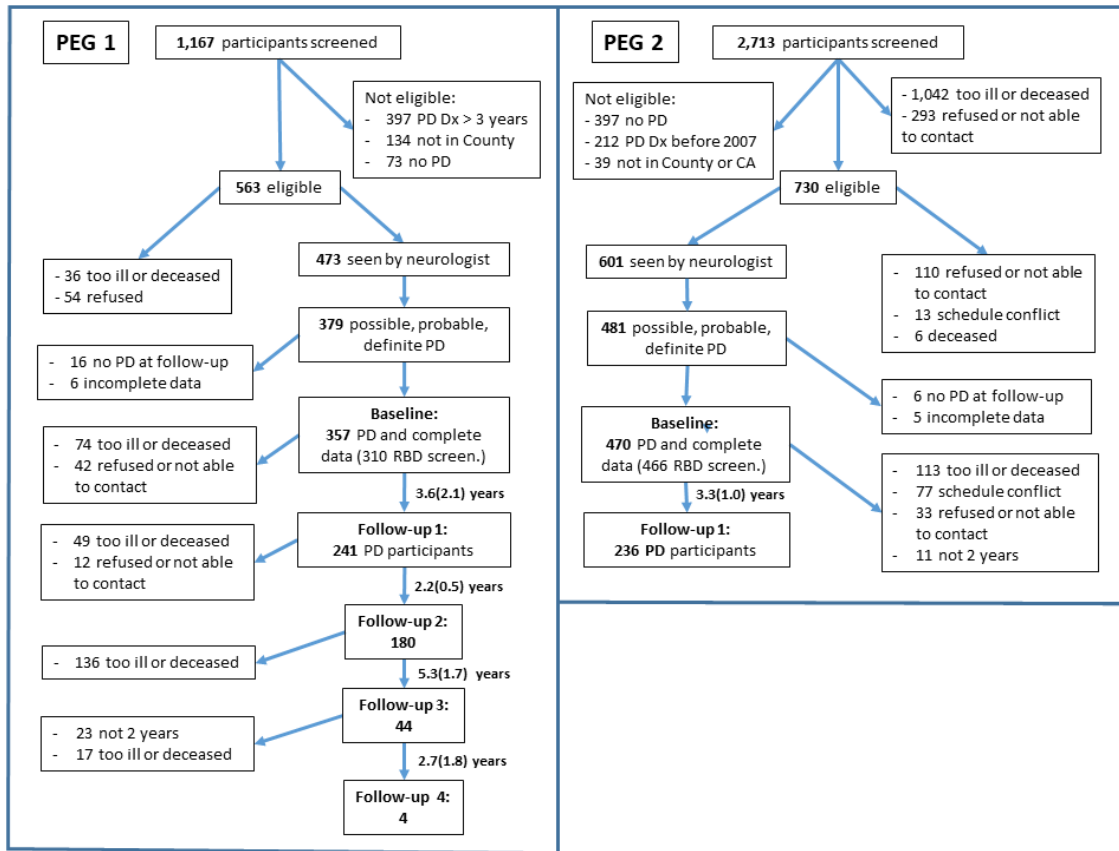 PEG 1
1,167 participants screened
Not eligible:
- 397 PD Dx > 3 years
- 134 not in County
- 73 no PD
563 eligible
- 36 too ill or deceased
- 54 refused
473 seen by neurologist
379 possible, probable,
definite PD
- 16 no PD at follow-up
- 6 incomplete data
Baseline:
357 PD and complete
data (310 RBD screen.)
- 74 too ill or deceased
- 42 refused or not able
to contact
3.6(2.1) years
Follow-up 1:
241 PD participants
- 49 too ill or deceased
- 12 refused or not able
to contact
2.2(0.5) years
Follow-up 2:
180
- 136 too ill or deceased
5.3(1.7) years
Follow-up 3:
44
- 23 not 2 years
- 17 too ill or deceased
2.7(1.8) years
Follow-up 4:
4
PEG 2
2,713 participants screened
Not eligible:
- 397 no PD
- 212 PD Dx before 2007
- 39 not in County or CA
- 1,042 too ill or deceased
- 293 refused or not able
to contact
730 eligible
601 seen by neurologist
- 110 refused or not able
to contact
- 13 schedule conflict
- 6 deceased
481 possible, probable,
definite PD
- 6 no PD at follow-up
- 5 incomplete data
Baseline:
470 PD and complete
data (466 RBD screen.)
- 113 too ill or deceased
- 77 schedule conflict
- 33 refused or not able
to contact
- 11 not 2 years
3.3(1.0) years
Follow-up 1:
236 PD participants